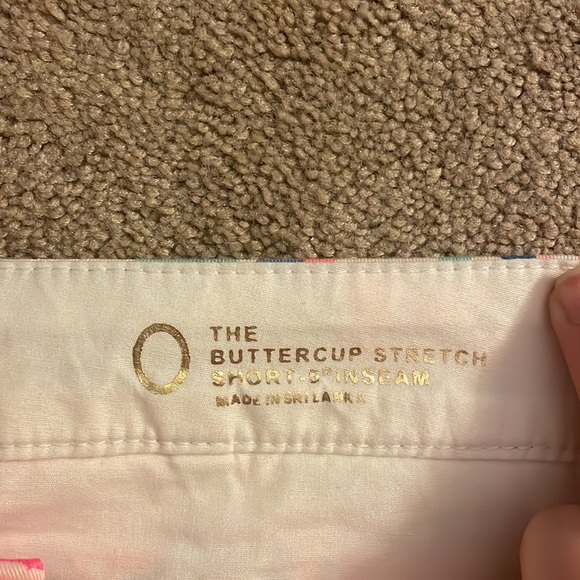 0
THE
BUTTERCUP STRETCH
SHORT-5" INSEAM
MADE IN SRI LANKA